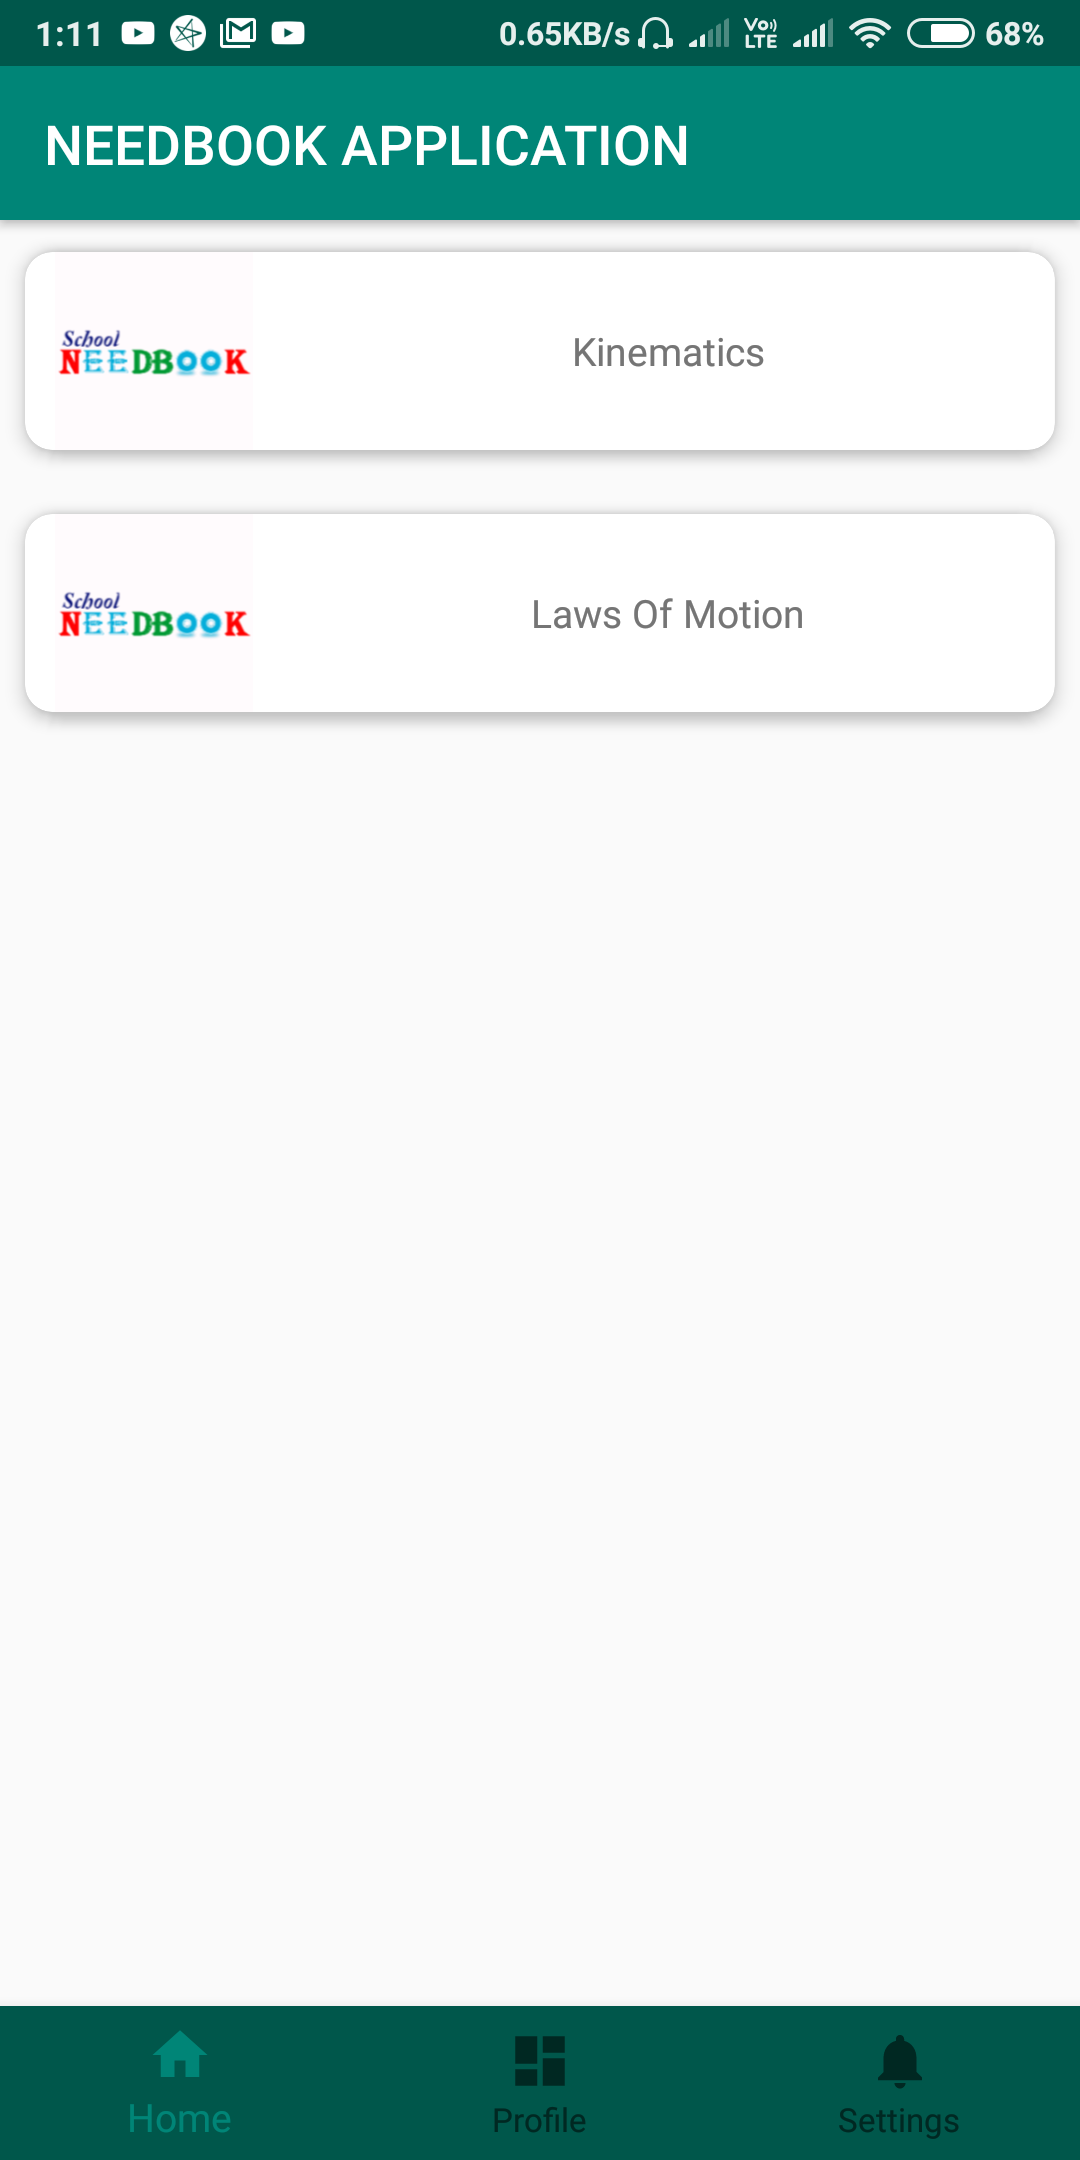 1:11 0.65KB/s VO LTE 68%
NEEDBOOK APPLICATION
School
NEEDBOOK
Kinematics
School
NEEDBOOK
Laws Of Motion
Home Profile Settings